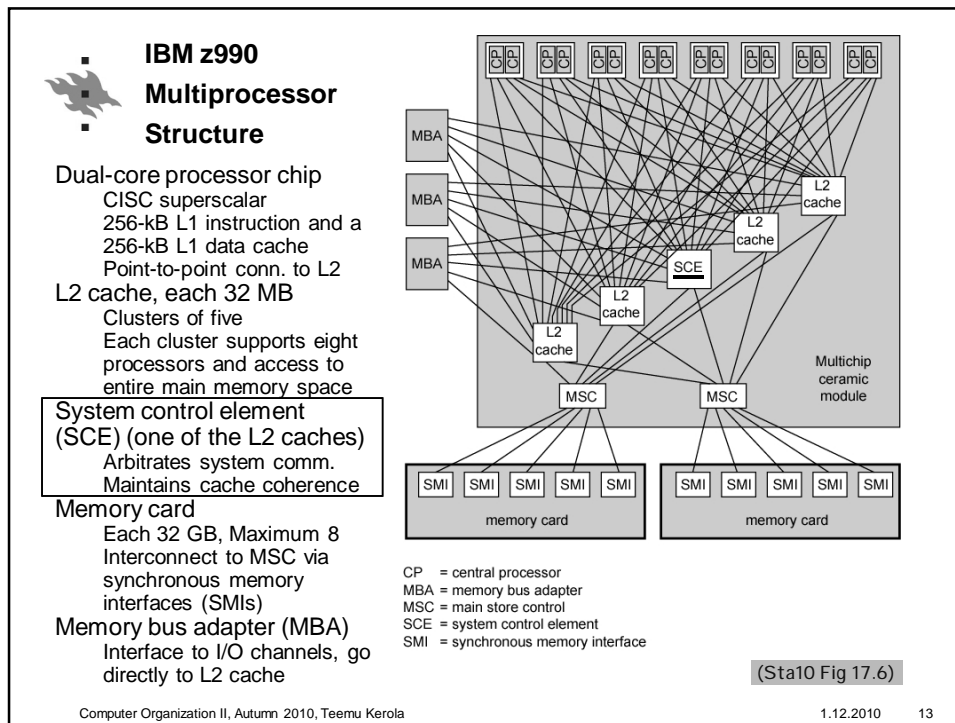 IBM z990
Multiprocessor
Structure
Dual-core processor chip
CISC superscalar
256-kB L1 instruction and a
256-kB L1 data cache
Point-to-point conn. to L2
L2 cache, each 32 MB
Clusters of five
Each cluster supports eight
processors and access to
entire main memory space
System control element
(SCE) (one of the L2 caches)
Arbitrates system comm.
Maintains cache coherence
Memory card
Each 32 GB, Maximum 8
Interconnect to MSC via
synchronous memory
interfaces (SMIs)
Memory bus adapter (MBA)
Interface to I/O channels, go
directly to L2 cache
CP CP CP CP CP CP CP CP CP CP CP CP CP CP CP CP
MBA
MBA
MBA
L2
cache
L2
cache
SCE
L2
cache
L2
cache
Multichip
ceramic
module
MSC MSC
SMI SMI SMI SMI SMI SMI SMI SMI SMI SMI
memory card memory card
CP = central processor
MBA = memory bus adapter
MSC = main store control
SCE = system control element
SMI = synchronous memory interface
(Sta10 Fig 17.6)
Computer Organization II, Autumn 2010, Teemu Kerola 1.12.2010 13